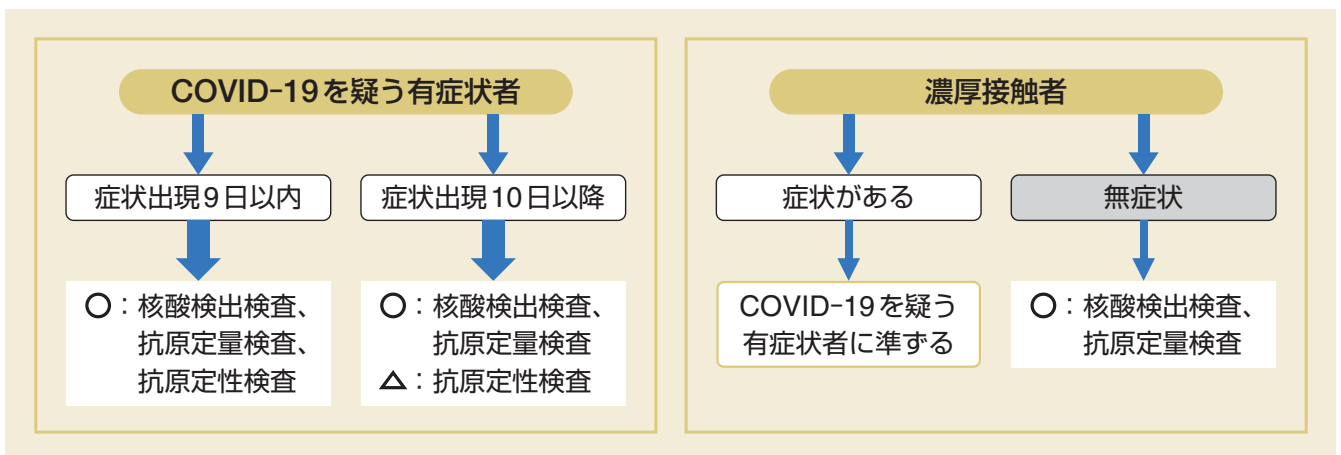 COVID-19を疑う有症状者
症状出現9日以内
○：核酸検出検査、
抗原定量検査、
抗原定性検査
症状出現10日以降
○：核酸検出検査、
抗原定量検査
△：抗原定性検査
濃厚接触者
症状がある
COVID-19を疑う
有症状者に準ずる
無症状
○：核酸検出検査、
抗原定量検査